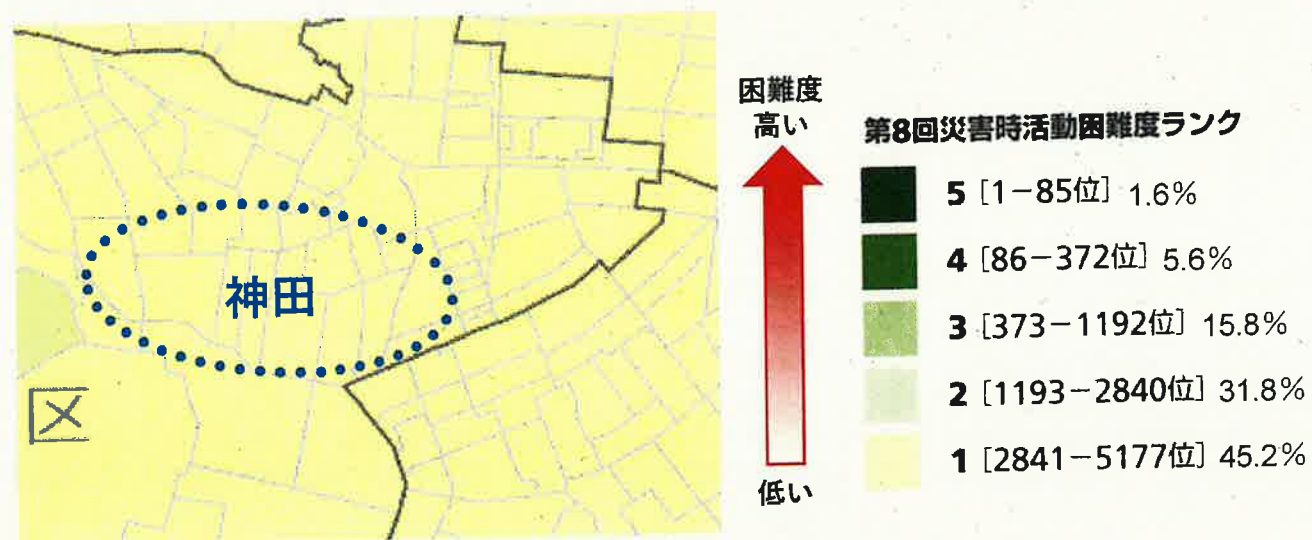 神田
区
困難度
高い
低い
第8回災害時活動困難度ランク
5 [1－85位] 1.6%
4 [86－372位] 5.6%
3 [373－1192位] 15.8%
2 [1193－2840位] 31.8%
1 [2841－5177位] 45.2%